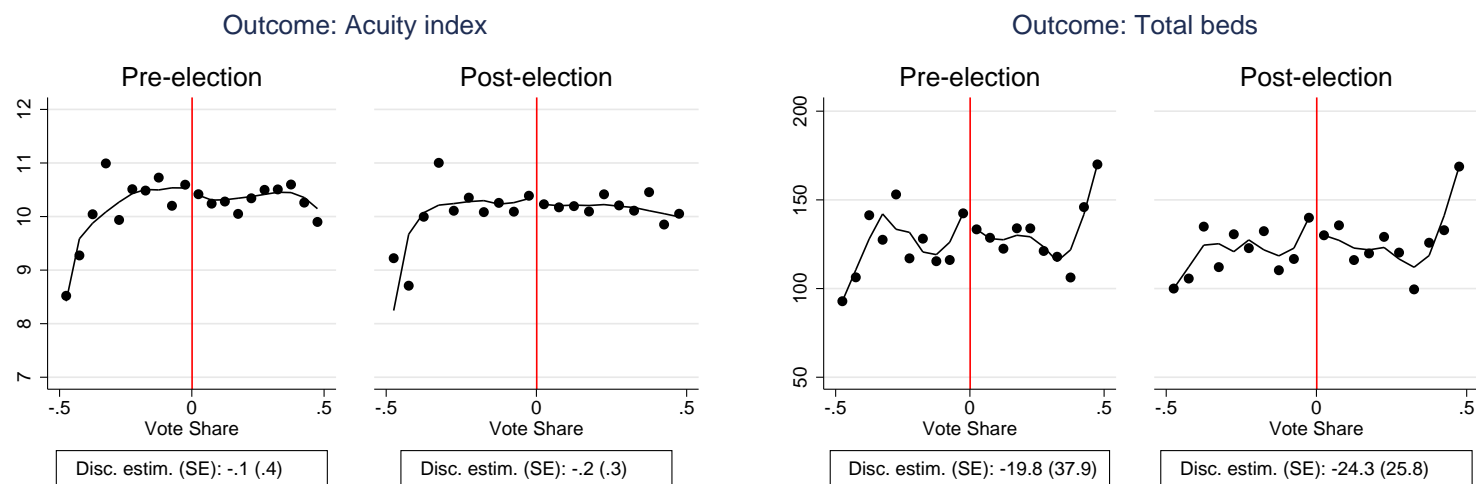 Outcome: Acuity index
Pre-election
Post-election
12
11
10
9
8
7
-.5
0
.5
Vote Share
-.5
0
.5
Vote Share
Disc. estim. (SE): -.1 (.4)
Disc. estim. (SE): -.2 (.3)
Outcome: Total beds
Pre-election
Post-election
200
150
100
50
-.5
0
.5
Vote Share
-.5
0
.5
Vote Share
Disc. estim. (SE): -19.8 (37.9)
Disc. estim. (SE): -24.3 (25.8)